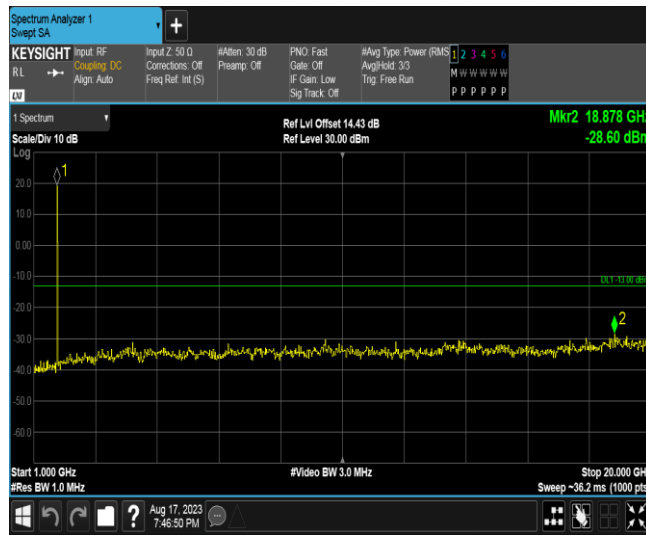 Spectrum Analyzer 1
Swept SA
+
KEYSIGHT
RL
LXI
Input: RF
Coupling: DC
Align: Auto
Input Z: 50 Ω
Corrections: Off
Freq Ref: Int (S)
#Atten: 30 dB
Preamp: Off
PNO: Fast
Gate: Off
IF Gain: Low
Sig Track: Off
#Avg Type: Power (RMS
Avg|Hold: 3/3
Trig: Free Run
1 2 3 4 5 6
M W W W W W
P P P P P P
1 Spectrum
Scale/Div 10 dB
Log
Ref Lvl Offset 14.43 dB
Ref Level 30.00 dBm
Mkr2 18.878 GHz
-28.60 dBm
1
20.0
10.0
0.00
-10.0
DL1 -13.00 dB
-20.0
2
-30.0
-40.0
-50.0
-60.0
Start 1.000 GHz
#Res BW 1.0 MHz
#Video BW 3.0 MHz
Stop 20.000 GH
Sweep ~36.2 ms (1000 pts
?
Aug 17, 2023
7:46:50 PM